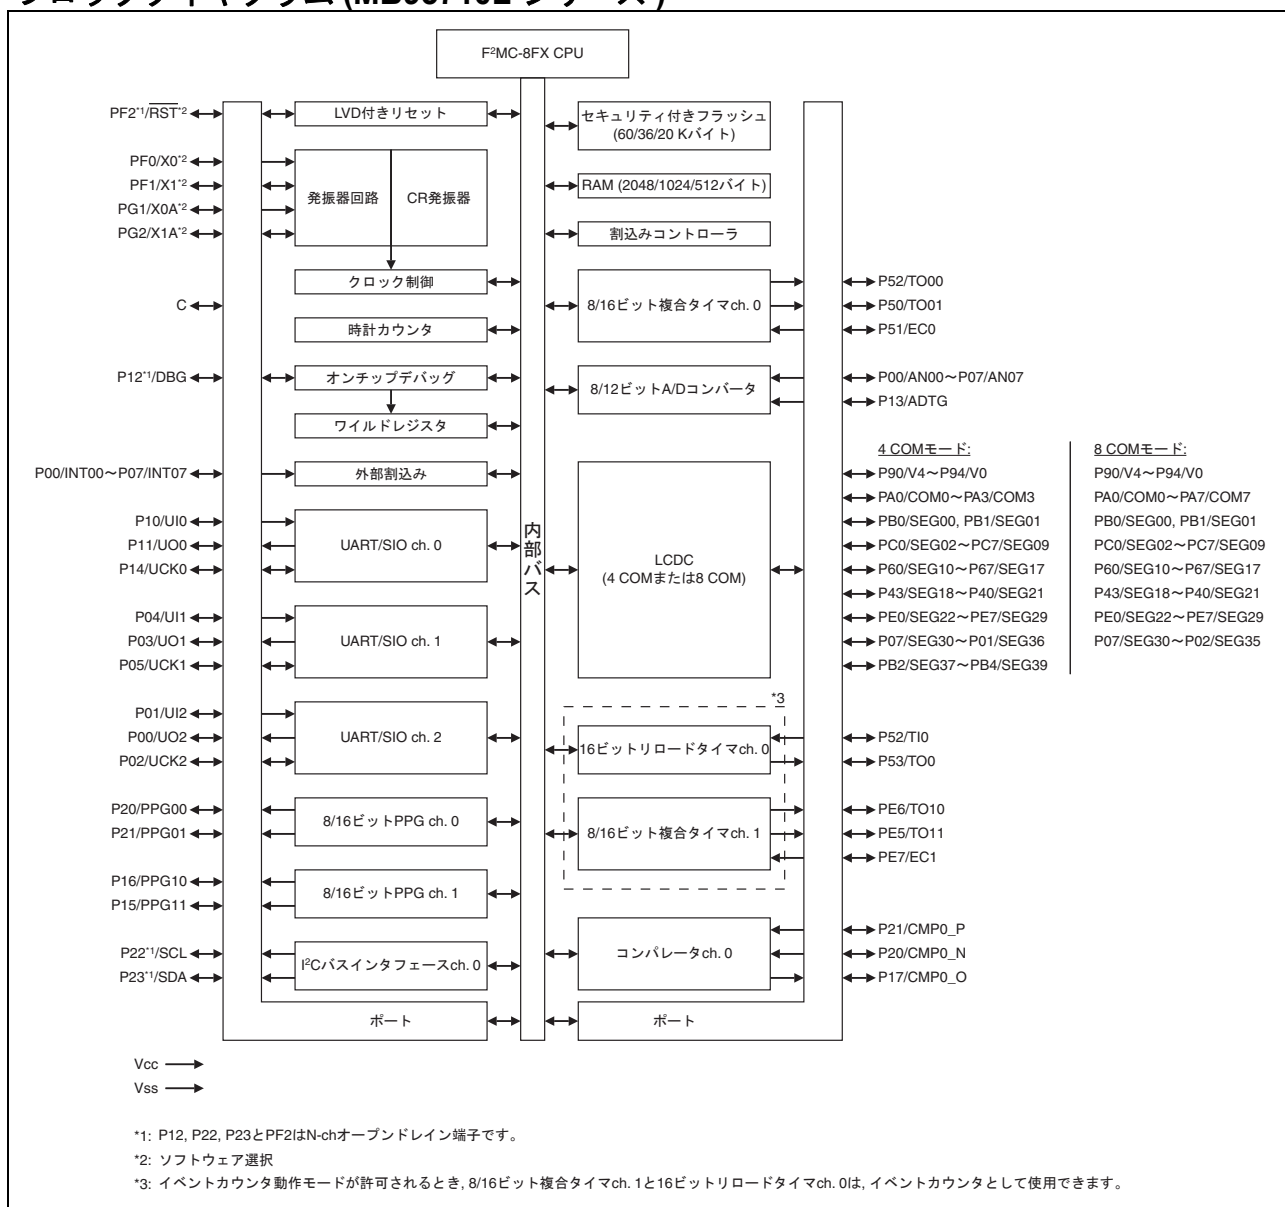 F²MC-8FX CPU
PF2*1/RST*2
LVD付きリセット
PF0/X0*2
PF1/X1*2
PG1/X0A*2
PG2/X1A*2
発振器回路
CR発振器
クロック制御
C
時計カウンタ
P12*1/DBG
オンチップデバッグ
ワイルドレジスタ
P00/INT00～P07/INT07
外部割込み
P10/UI0
P11/UO0
P14/UCK0
UART/SIO ch. 0
P04/UI1
P03/UO1
P05/UCK1
UART/SIO ch. 1
P01/UI2
P00/UO2
P02/UCK2
UART/SIO ch. 2
P20/PPG00
P21/PPG01
8/16ビットPPG ch. 0
P16/PPG10
P15/PPG11
8/16ビットPPG ch. 1
P22*1/SCL
P23*1/SDA
I²Cバスインタフェースch. 0
ポート
内部バス
セキュリティ付きフラッシュ
(60/36/20 Kバイト)
RAM (2048/1024/512バイト)
割込みコントローラ
8/16ビット複合タイマch. 0
P52/TO00
P50/TO01
P51/EC0
8/12ビットA/Dコンバータ
P00/AN00～P07/AN07
P13/ADTG
LCDC
(4 COMまたは8 COM)
4 COMモード:
P90/V4～P94/V0
PA0/COM0～PA3/COM3
PB0/SEG00, PB1/SEG01
PC0/SEG02～PC7/SEG09
P60/SEG10～P67/SEG17
P43/SEG18～P40/SEG21
PE0/SEG22～PE7/SEG29
P07/SEG30～P01/SEG36
PB2/SEG37～PB4/SEG39
8 COMモード:
P90/V4～P94/V0
PA0/COM0～PA7/COM7
PB0/SEG00, PB1/SEG01
PC0/SEG02～PC7/SEG09
P60/SEG10～P67/SEG17
P43/SEG18～P40/SEG21
PE0/SEG22～PE7/SEG29
P07/SEG30～P02/SEG35
*3
16ビットリロードタイマch. 0
P52/TI0
P53/TO0
8/16ビット複合タイマch. 1
PE6/TO10
PE5/TO11
PE7/EC1
コンパレータch. 0
P21/CMP0_P
P20/CMP0_N
P17/CMP0_O
ポート
Vcc
Vss
*1: P12, P22, P23とPF2はN-chオープンドレイン端子です。
*2: ソフトウェア選択
*3: イベントカウンタ動作モードが許可されるとき, 8/16ビット複合タイマch. 1と16ビットリロードタイマch. 0は, イベントカウンタとして使用できます。